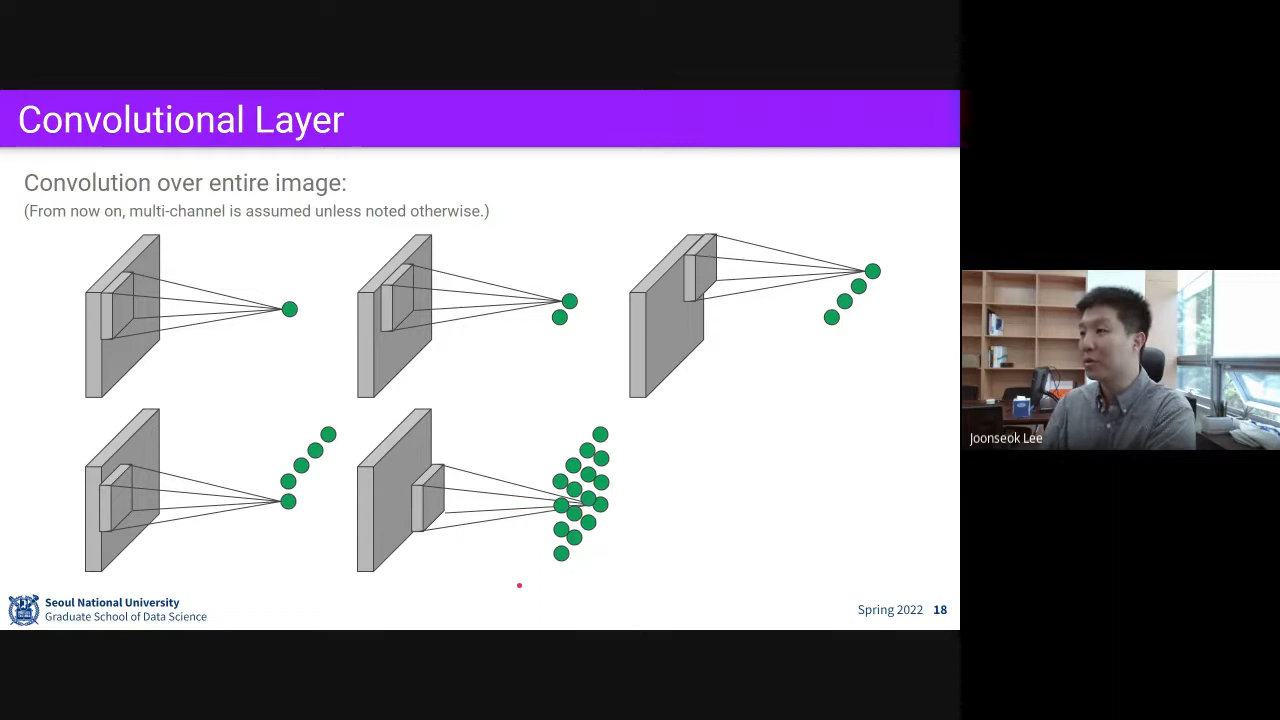 Convolutional Layer
Convolution over entire image:
(From now on, multi-channel is assumed unless noted otherwise.)
Joonseok Lee
Seoul National University
Graduate School of Data Science
Spring 2022 18